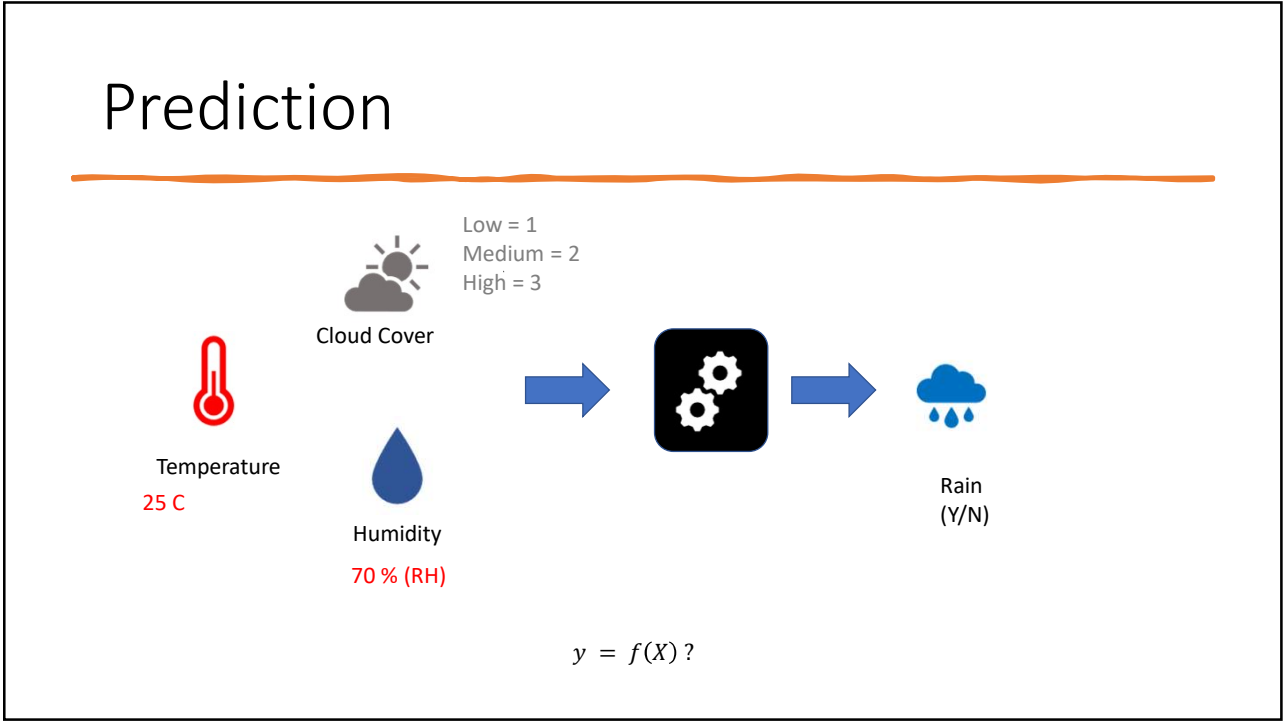 Prediction
Low = 1
Medium = 2
High = 3
Cloud Cover
Temperature
25 C
Humidity
70 % (RH)
Rain
(Y/N)
y = f(X) ?